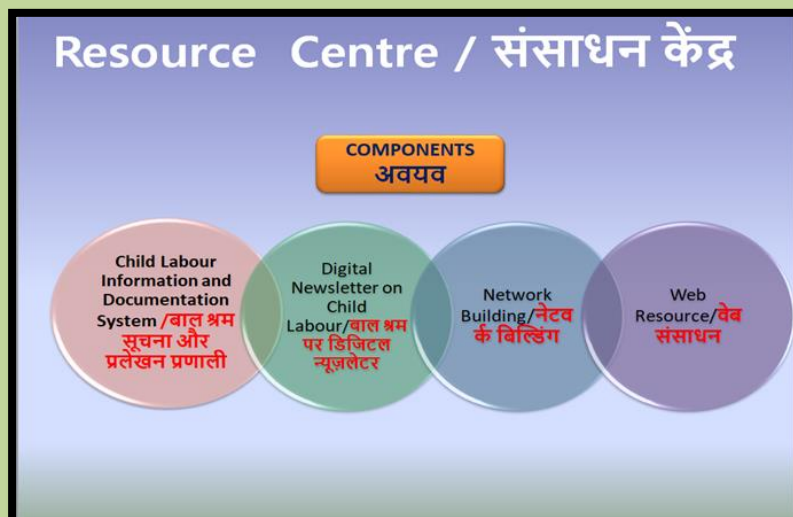 Resource Centre / संसाधन केंद्र
COMPONENTS
अवयव
Child Labour
Information and
Documentation
System /बाल श्रम
सूचना और
प्रलेखन प्रणाली
Digital
Newsletter on
Child
Labour/बाल श्रम
पर डिजिटल
न्यूज़लेटर
Network
Building/नेटव
र्क बिल्डिंग
Web
Resource/वेब
संसाधन